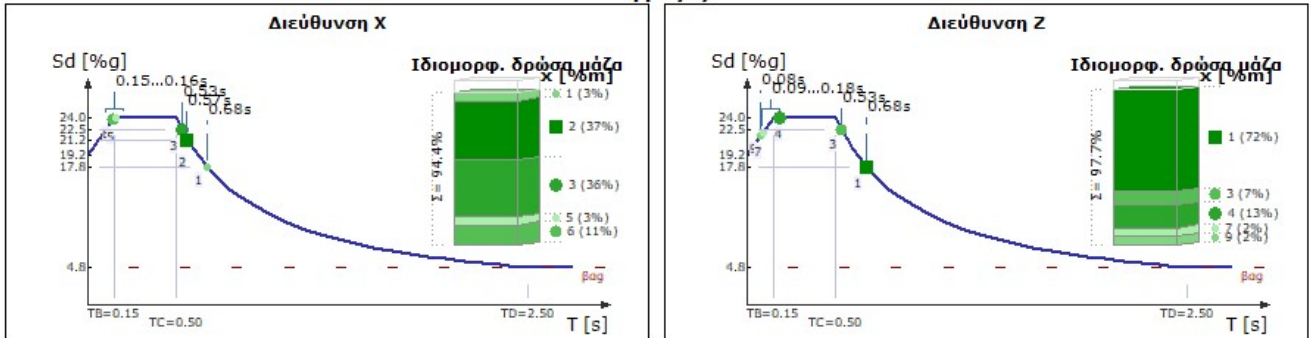 Διεύθυνση X
Sd [%g]
0.15...0.16s
0.53s
0.57s
0.68s
24.0
22.5
21.2
19.2
17.8
4.8
5
3
2
1
βag
TB=0.15
TC=0.50
TD=2.50
T [s]
Ιδιομορφ. δρώσα μάζα
x [%m]
Σ= 94.4%
1 (3%)
2 (37%)
3 (36%)
5 (3%)
6 (11%)
Διεύθυνση Z
Sd [%g]
0.08s
0.09...0.18s
0.53s
0.68s
24.0
22.5
21.2
19.2
17.8
4.8
7
4
3
1
βag
TB=0.15
TC=0.50
TD=2.50
T [s]
Ιδιομορφ. δρώσα μάζα
x [%m]
Σ= 97.7%
1 (72%)
3 (7%)
4 (13%)
7 (2%)
9 (2%)